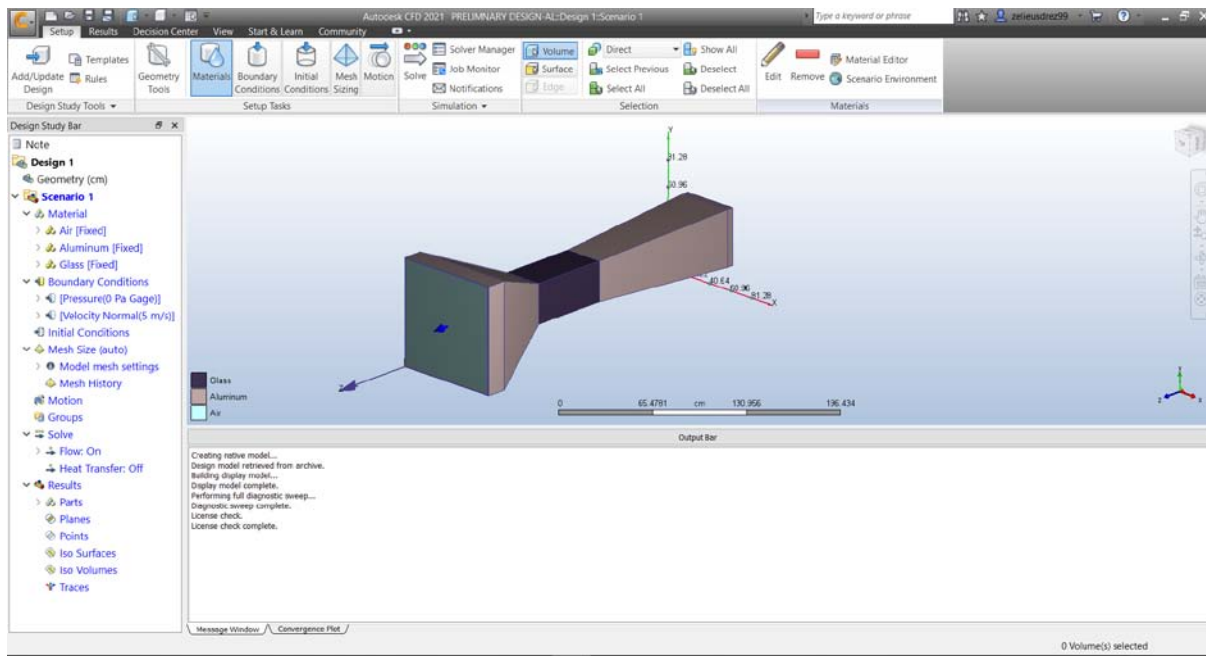 Autodesk CFD 2021 PRELIMNARY DESIGN-AL::Design 1::Scenario 1
Type a keyword or phrase
zelieusdrez99
Setup Results Decision Center View Start & Learn Community
Add/Update Design
Templates
Rules
Geometry Tools
Materials
Boundary Conditions
Initial Conditions
Mesh Sizing
Motion
Solve
Solver Manager
Job Monitor
Notifications
Volume
Surface
Edge
Direct
Select Previous
Select All
Show All
Deselect
Deselect All
Edit
Remove
Material Editor
Scenario Environment
Design Study Tools
Setup Tasks
Simulation
Selection
Materials
Design Study Bar
Note
Design 1
Geometry (cm)
Scenario 1
Material
Air [Fixed]
Aluminum [Fixed]
Glass [Fixed]
Boundary Conditions
[Pressure(0 Pa Gage)]
[Velocity Normal(5 m/s)]
Initial Conditions
Mesh Size (auto)
Model mesh settings
Mesh History
Motion
Groups
Solve
Flow: On
Heat Transfer: Off
Results
Parts
Planes
Points
Iso Surfaces
Iso Volumes
Traces
Y
81.28
60.96
40.64
60.96
81.28
X
Z
Glass
Aluminum
Air
0 65.4781 cm 130.956 196.434
Output Bar
Creating native model...
Design model retrieved from archive.
Building display model...
Display model complete.
Performing full diagnostic sweep...
Diagnostic sweep complete.
License check.
License check complete.
Message Window
Convergence Plot
0 Volume(s) selected